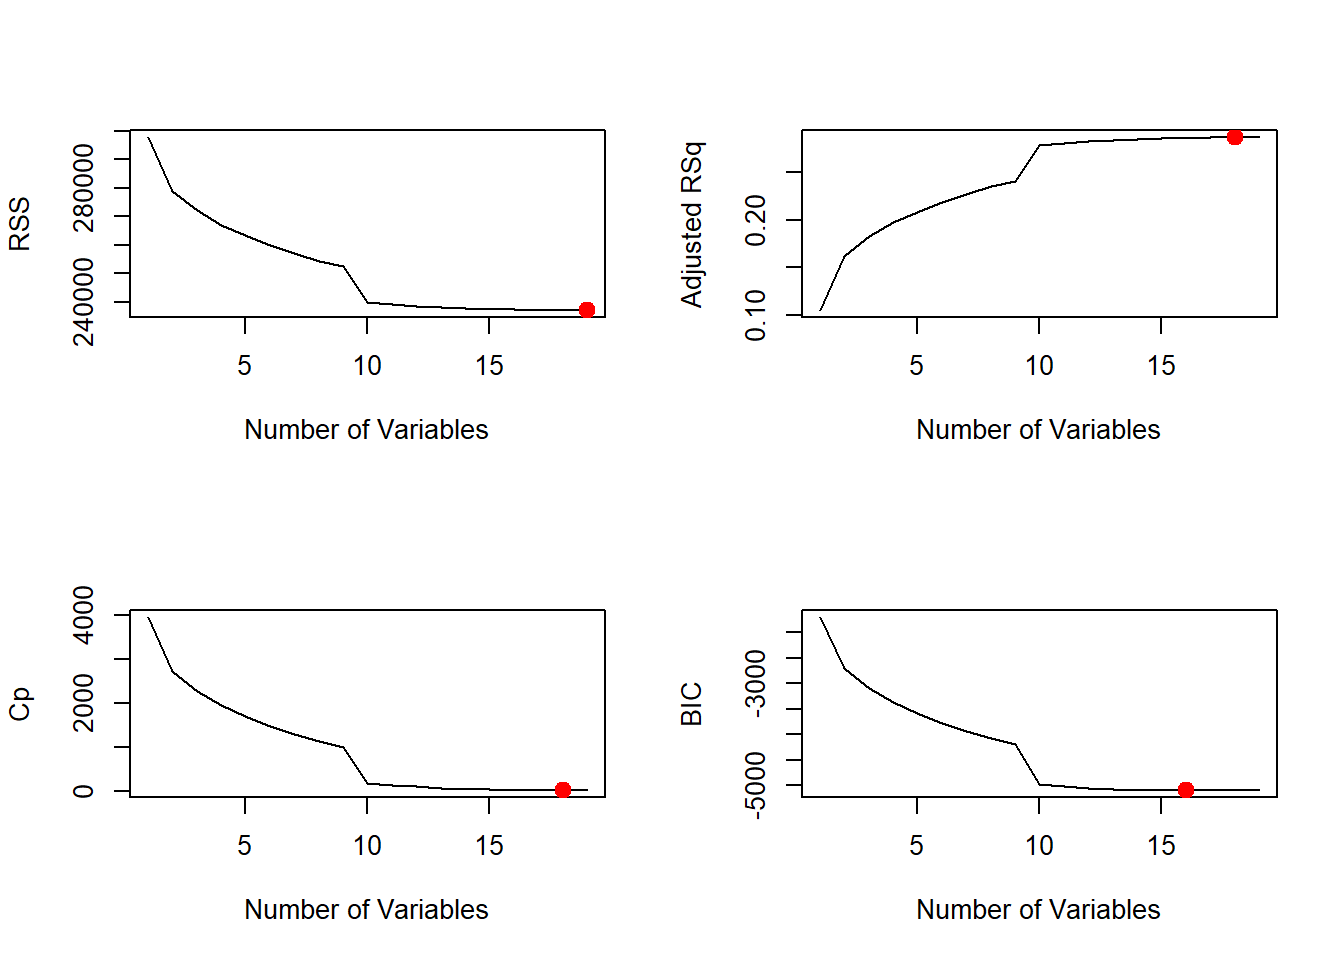 RSS
240000
280000
5
10
15
Number of Variables
Adjusted RSq
0.10
0.20
5
10
15
Number of Variables
Cp
0
2000
4000
5
10
15
Number of Variables
BIC
-5000
-3000
5
10
15
Number of Variables